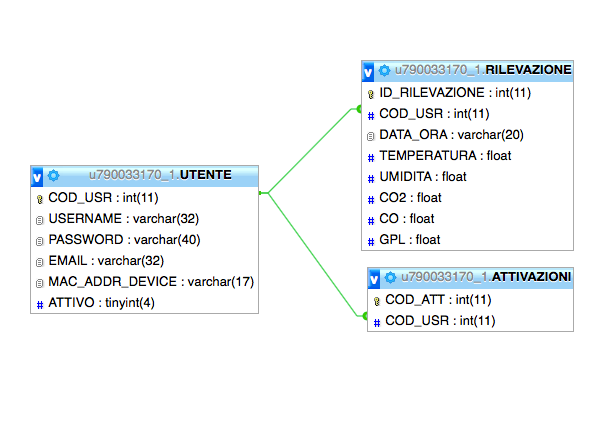 u790033170_1.UTENTE
COD_USR : int(11)
USERNAME : varchar(32)
PASSWORD : varchar(40)
EMAIL : varchar(32)
MAC_ADDR_DEVICE : varchar(17)
ATTIVO : tinyint(4)
u790033170_1.RILEVAZIONE
ID_RILEVAZIONE : int(11)
COD_USR : int(11)
DATA_ORA : varchar(20)
TEMPERATURA : float
UMIDITA : float
CO2 : float
CO : float
GPL : float
u790033170_1.ATTIVAZIONI
COD_ATT : int(11)
COD_USR : int(11)